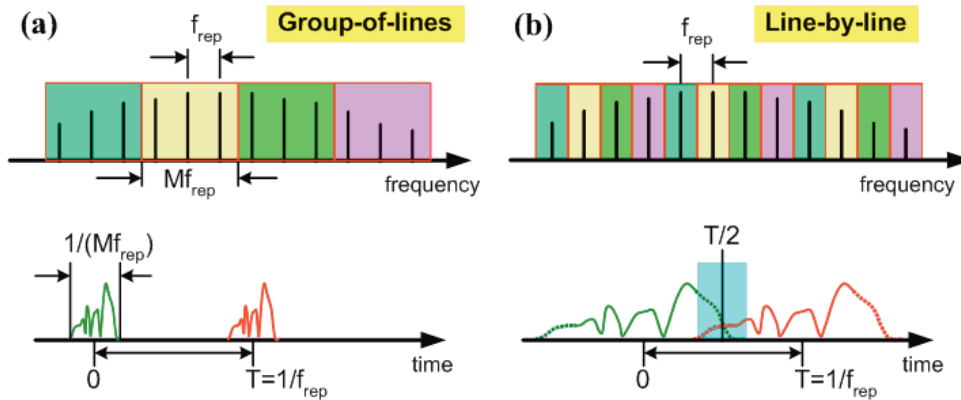 (a)
f_rep
Group-of-lines
Mf_rep
frequency
1/(Mf_rep)
0
T=1/f_rep
time
(b)
f_rep
Line-by-line
frequency
T/2
0
T=1/f_rep
time